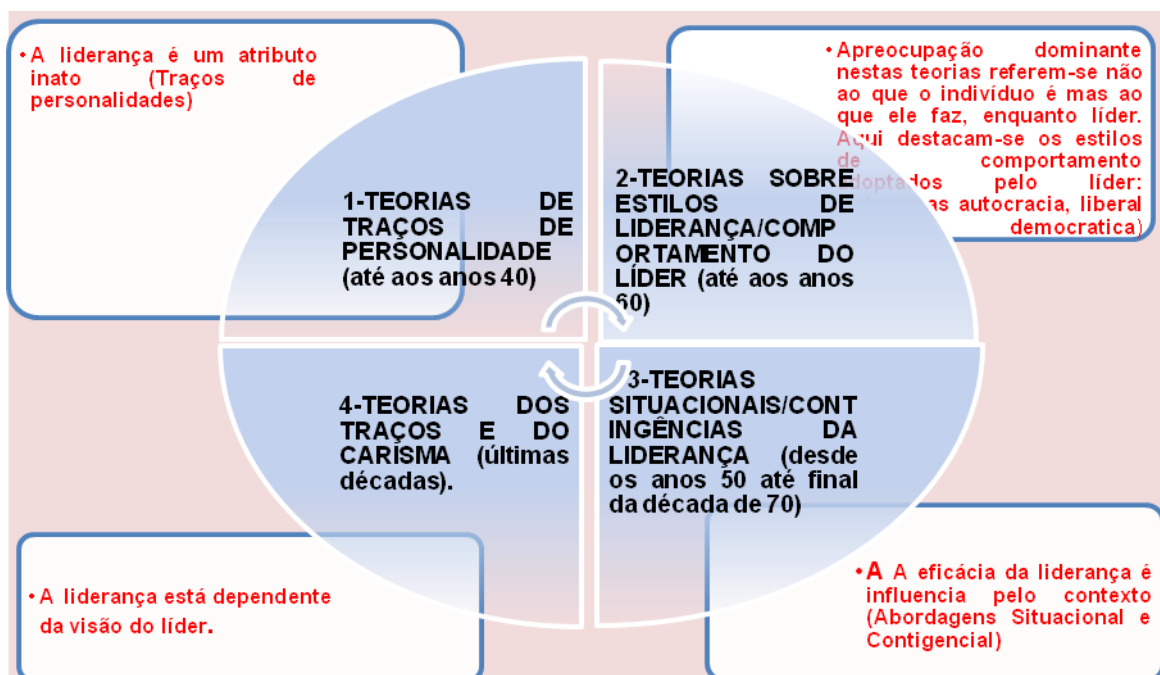 •A liderança é um atributo
inato (Traços de
personalidades)
•Apreocupação dominante
nestas teorias referem-se não
ao que o indivíduo é mas ao
que ele faz, enquanto líder.
Aqui destacam-se os estilos
de comportamento
adoptados pelo líder:
as autocracia, liberal
democratica)
1-TEORIAS DE
TRAÇOS DE
PERSONALIDADE
(até aos anos 40)
2-TEORIAS SOBRE
ESTILOS DE
LIDERANÇA/COMP
ORTAMENTO DO
LÍDER (até aos anos
60)
4-TEORIAS DOS
TRAÇOS E DO
CARISMA (últimas
décadas).
3-TEORIAS
SITUACIONAIS/CONT
INGÊNCIAS DA
LIDERANÇA (desde
os anos 50 até final
da década de 70)
•A liderança está dependente
da visão do líder.
•A A eficácia da liderança é
influencia pelo contexto
(Abordagens Situacional e
Contigencial)